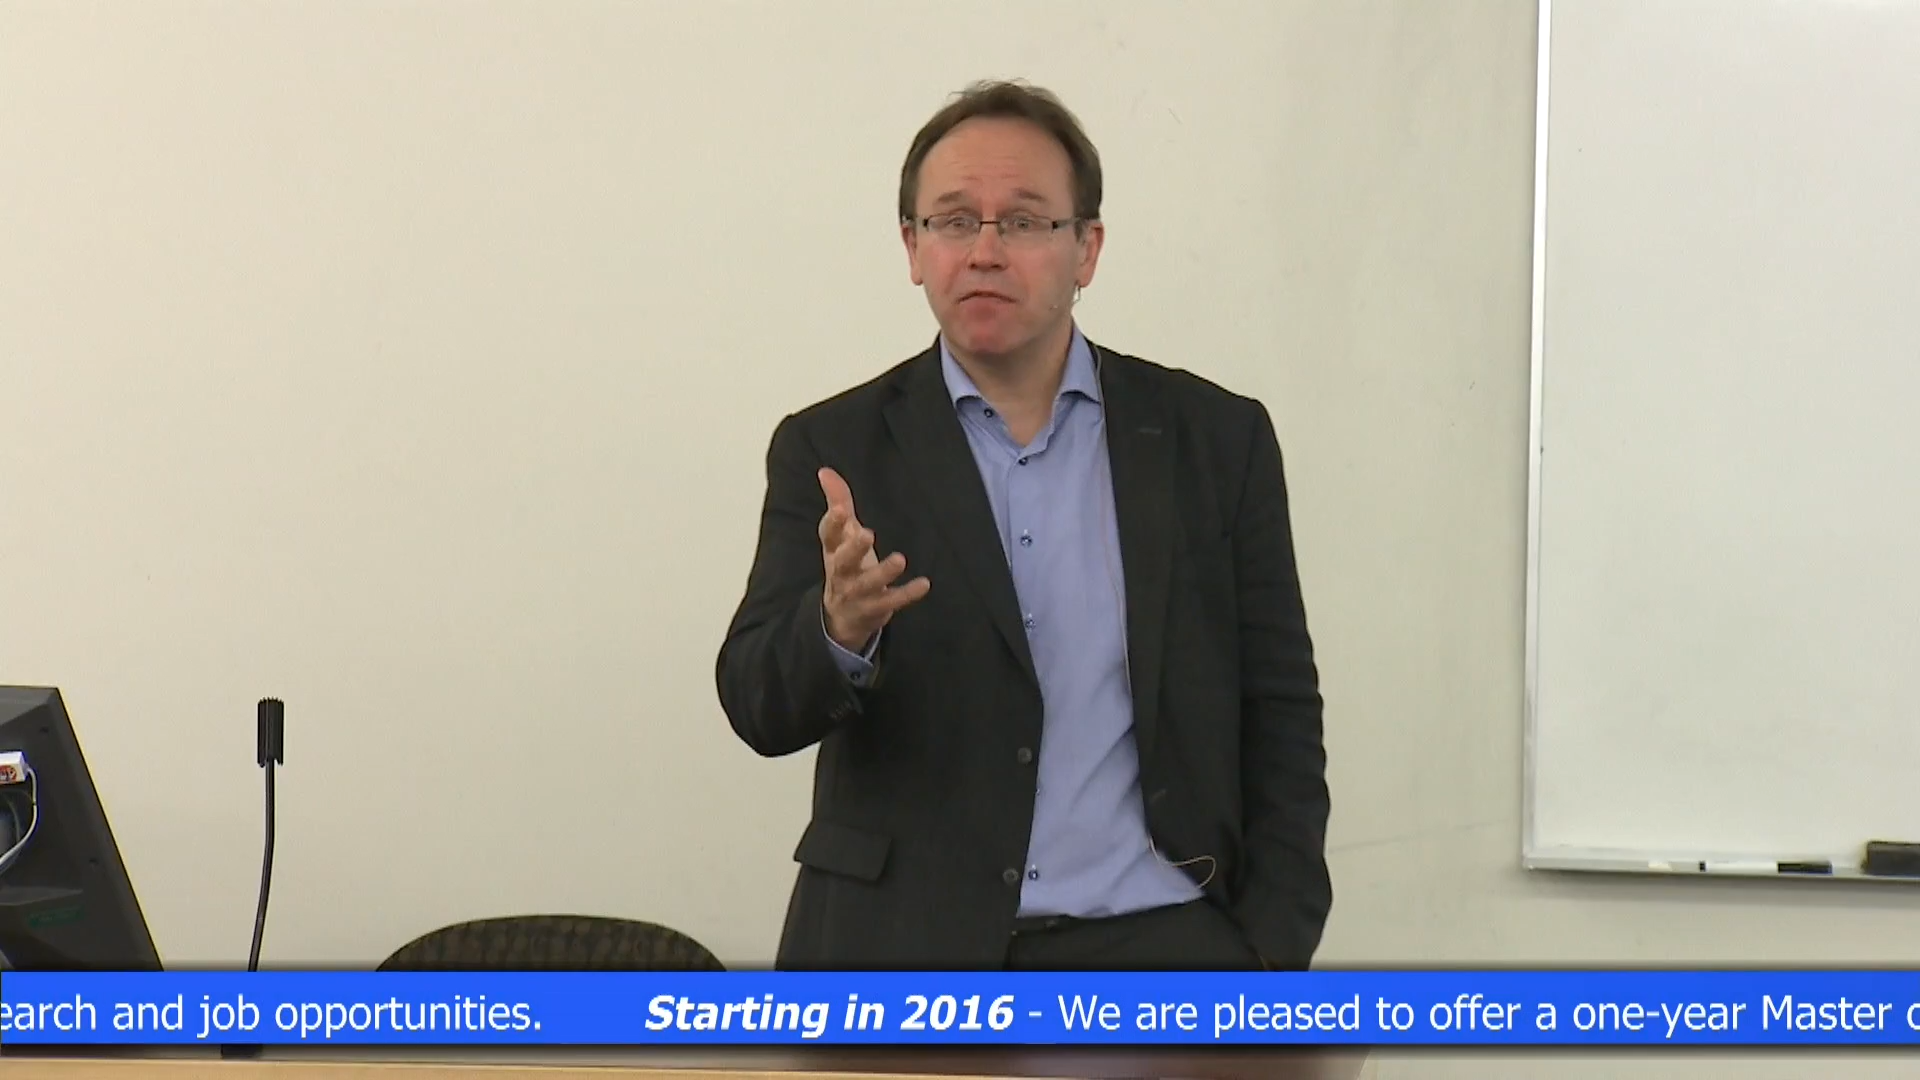 earch and job opportunities. Starting in 2016 - We are pleased to offer a one-year Master